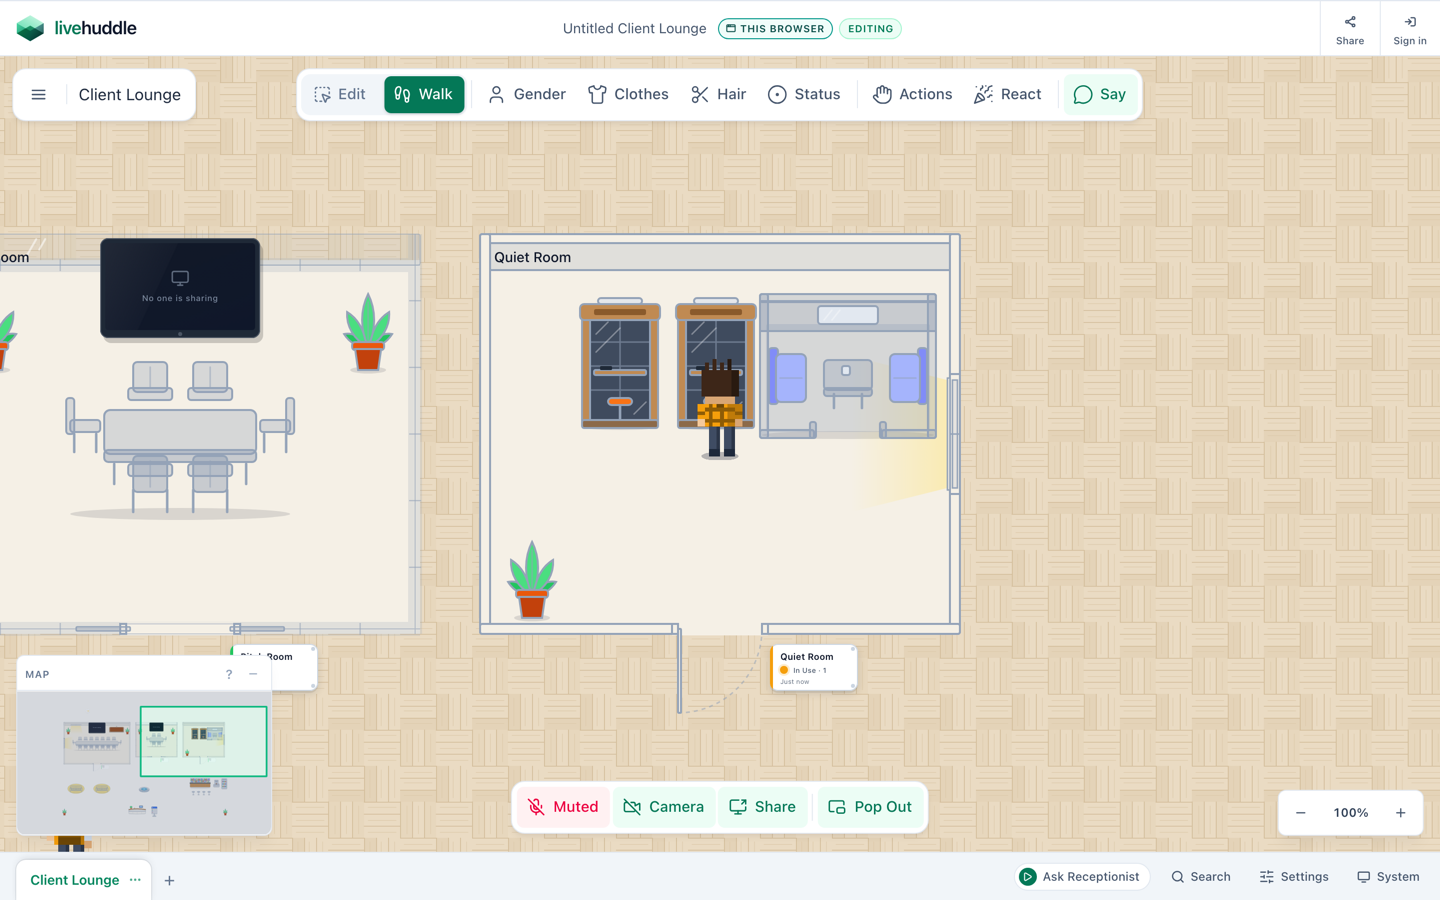 livehuddle
Untitled Client Lounge
THIS BROWSER
EDITING
Share
Sign in
Client Lounge
Edit
Walk
Gender
Clothes
Hair
Status
Actions
React
Say
oom
No one is sharing
Quiet Room
Room
Quiet Room
In Use · 1
Just now
MAP
?
Muted
Camera
Share
Pop Out
100%
Client Lounge
Ask Receptionist
Search
Settings
System